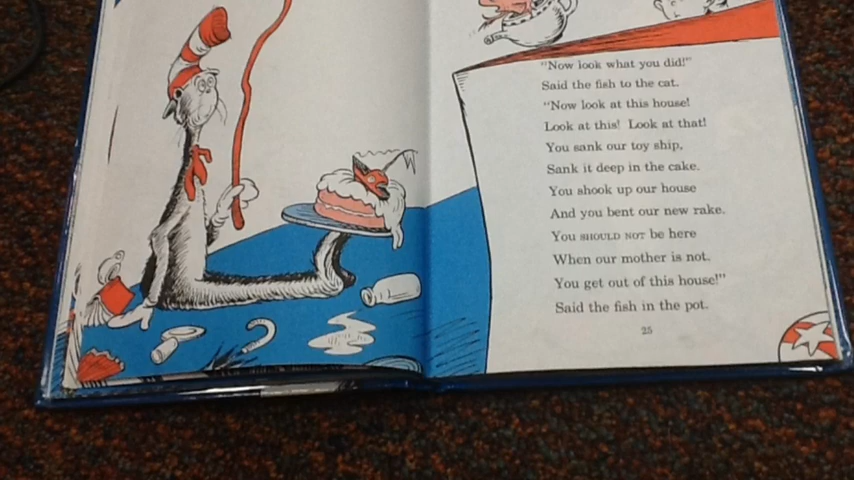 "Now look what you did!"
Said the fish to the cat.
"Now look at this house!
Look at this! Look at that!
You sank our toy ship,
Sank it deep in the cake.
You shook up our house
And you bent our new rake.
You SHOULD NOT be here
When our mother is not.
You get out of this house!"
Said the fish in the pot.
25